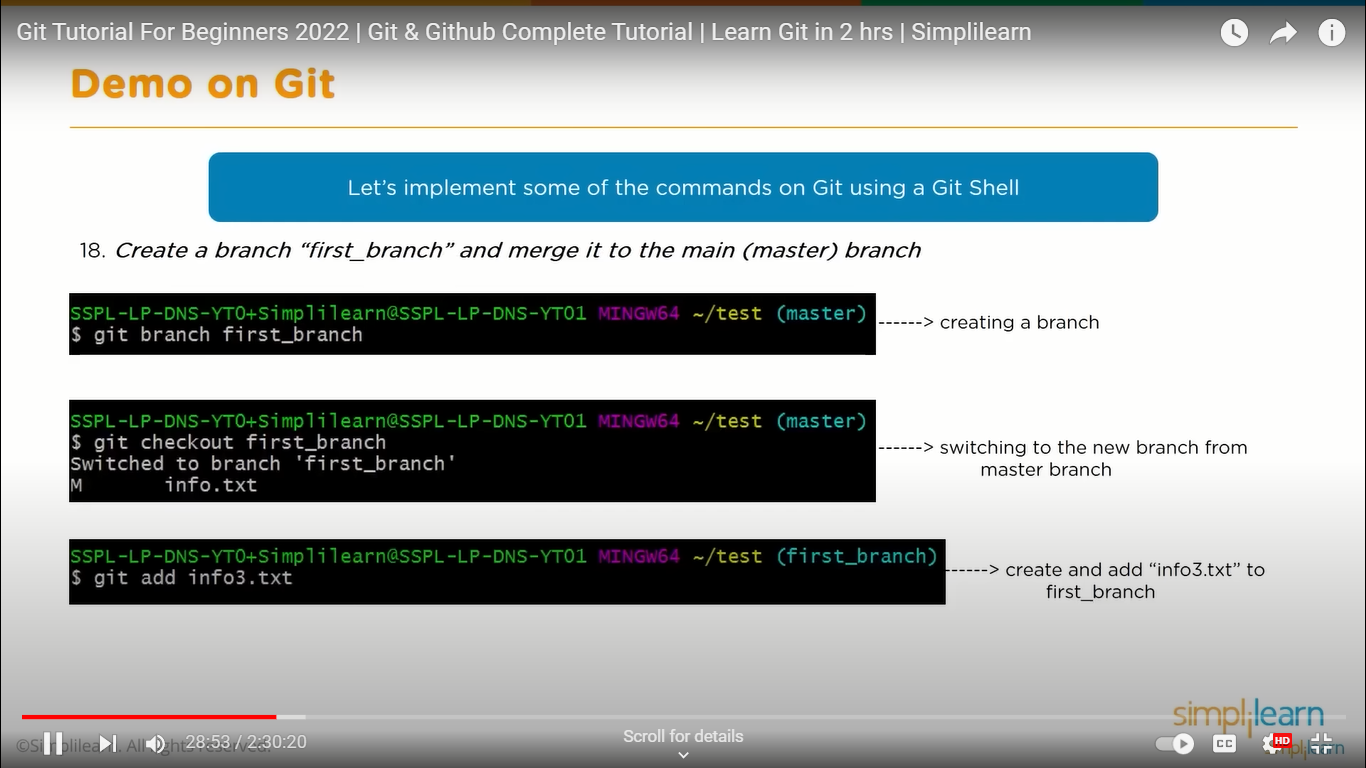 Git Tutorial For Beginners 2022 | Git & Github Complete Tutorial | Learn Git in 2 hrs | Simplilearn
Demo on Git
Let’s implement some of the commands on Git using a Git Shell
18. Create a branch “first_branch” and merge it to the main (master) branch
SSPL-LP-DNS-YT0+Simplilearn@SSPL-LP-DNS-YT01 MINGW64 ~/test (master)
$ git branch first_branch
------> creating a branch
SSPL-LP-DNS-YT0+Simplilearn@SSPL-LP-DNS-YT01 MINGW64 ~/test (master)
$ git checkout first_branch
Switched to branch 'first_branch'
M       info.txt
------> switching to the new branch from
master branch
SSPL-LP-DNS-YT0+Simplilearn@SSPL-LP-DNS-YT01 MINGW64 ~/test (first_branch)
$ git add info3.txt
------> create and add “info3.txt” to
first_branch
simplilearn
©Simplilearn. All rights reserved.
28:53 / 2:30:20
Scroll for details
CC
HD
simplilearn